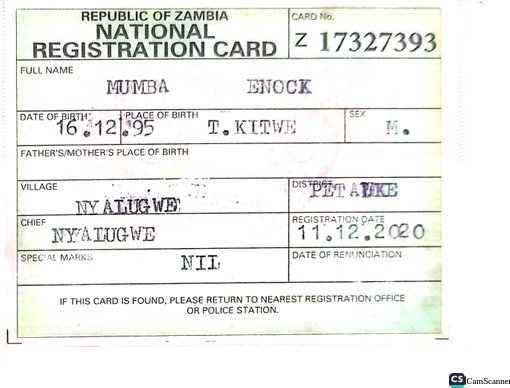 REPUBLIC OF ZAMBIA
NATIONAL
REGISTRATION CARD
CARD No.
Z 17327393
FULL NAME
MUMBA ENOCK
DATE OF BIRTH: PLACE OF BIRTH SEX
16.12.95 T.KITWE M.
FATHER'S/MOTHER'S PLACE OF BIRTH
VILLAGE DISTRICT
NYALUGWE PETAUKE
CHIEF REGISTRATION DATE
NYALUGWE 11.12.2020
SPECIAL MARKS NIL DATE OF RENUNCIATION
IF THIS CARD IS FOUND, PLEASE RETURN TO NEAREST REGISTRATION OFFICE
OR POLICE STATION.
CS CamScanner